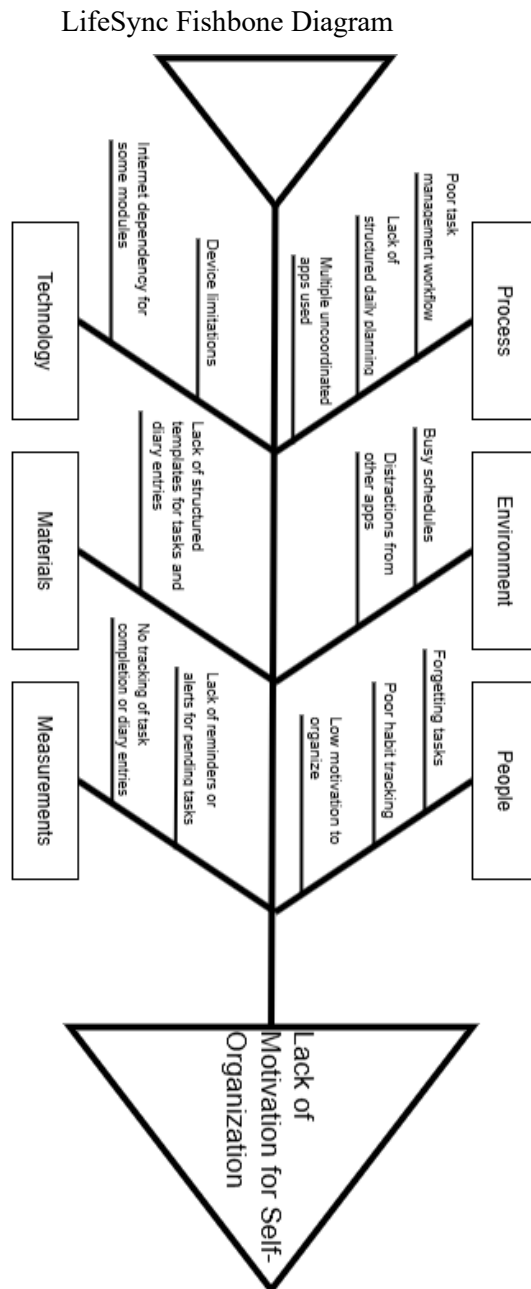 LifeSync Fishbone Diagram
Process
Poor task
management workflow
Lack of
structured daily planning
Multiple uncoordinated
apps used
Environment
Busy schedules
Distractions from
other apps
People
Forgetting tasks
Poor habit tracking
Low motivation to
organize
Technology
Device limitations
Internet dependency for
some modules
Materials
Lack of structured
templates for tasks and
diary entries
Measurements
Lack of reminders or
alerts for pending tasks
No tracking of task
completion or diary entries
Lack of
Motivation for Self-
Organization